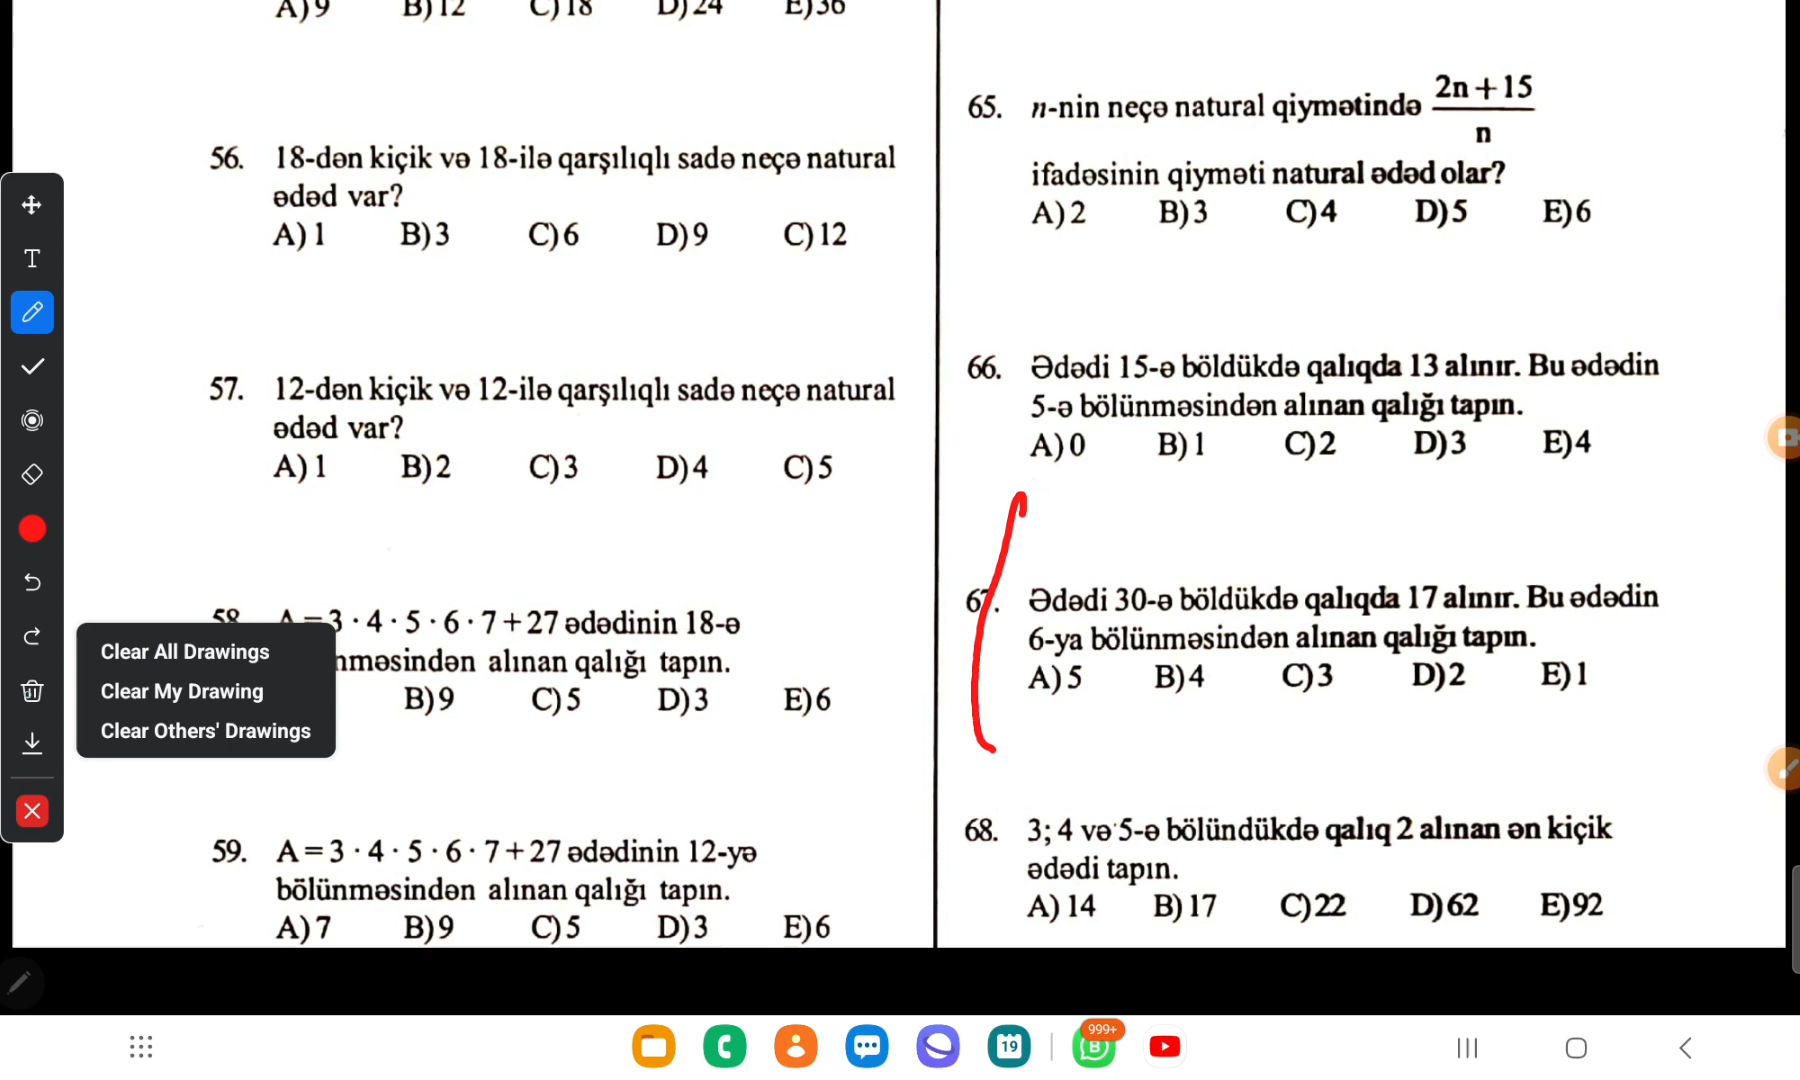 A) 9 B) 12 C) 18 D) 24 E) 36
56. 18-dən kiçik və 18-ilə qarşılıqlı sadə neçə natural
ədəd var?
A) 1 B) 3 C) 6 D) 9 C) 12
57. 12-dən kiçik və 12-ilə qarşılıqlı sadə neçə natural
ədəd var?
A) 1 B) 2 C) 3 D) 4 C) 5
58. A = 3 · 4 · 5 · 6 · 7 + 27 ədədinin 18-ə
nməsindən alınan qalığı tapın.
B) 9 C) 5 D) 3 E) 6
59. A = 3 · 4 · 5 · 6 · 7 + 27 ədədinin 12-yə
bölünməsindən alınan qalığı tapın.
A) 7 B) 9 C) 5 D) 3 E) 6
65. n-nin neçə natural qiymətində 2n + 15
n
ifadəsinin qiyməti natural ədəd olar?
A) 2 B) 3 C) 4 D) 5 E) 6
66. Ədədi 15-ə böldükdə qalıqda 13 alınır. Bu ədədin
5-ə bölünməsindən alınan qalığı tapın.
A) 0 B) 1 C) 2 D) 3 E) 4
67. Ədədi 30-ə böldükdə qalıqda 17 alınır. Bu ədədin
6-ya bölünməsindən alınan qalığı tapın.
A) 5 B) 4 C) 3 D) 2 E) 1
68. 3; 4 və 5-ə bölündükdə qalıq 2 alınan ən kiçik
ədədi tapın.
A) 14 B) 17 C) 22 D) 62 E) 92
T
Clear All Drawings
Clear My Drawing
Clear Others' Drawings
19
999+
B